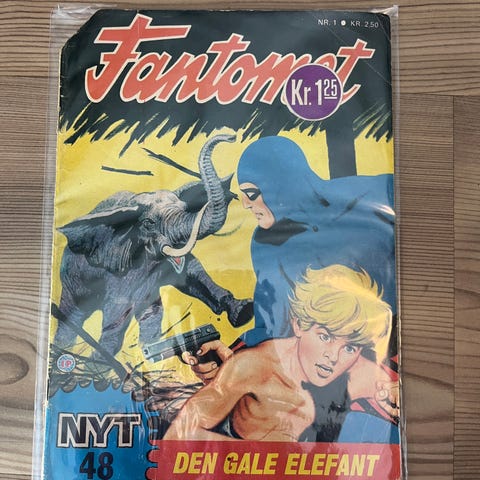 NR. 1 ● KR. 2,50
Fantomet
Kr. 1 25
NYT
48
DEN GALE ELEFANT